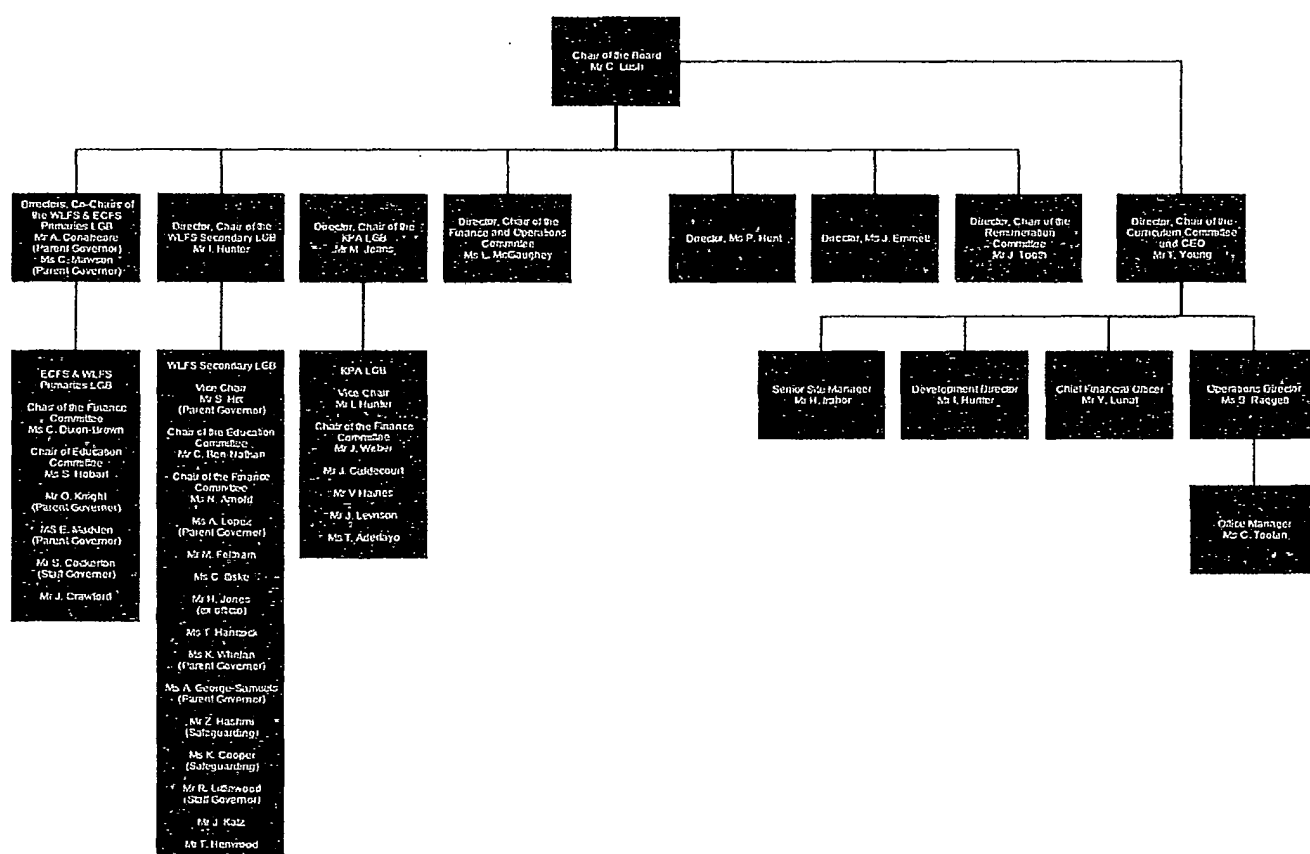 Chair of the Board
Mr C. Lush
Directors, Co-Chairs of
the WLFS & ECFS
Primaries LGB
Mr A.
(Parent Governor)
Ms C. Mawson
(Parent Governor)
Director, Chair of the
WLFS Secondary LGB
Mr I. Hunter
Director, Chair of the
KPA LGB
Mr M. Jeans
Director, Chair of the
Finance and Operations
Committee
Ms L. McGaughey
Director, Ms P. Hunt
Director, Ms J. Emmett
Director, Chair of the
Remuneration
Committee
Mr J. Tooth
Director, Chair of the
Curriculum Committee
and CEO
Mr T. Young
ECFS & WLFS
Primaries LGB
Chair of the Finance
Committee
Ms C. Dixon-Brown
Chair of Education
Committee
Ms S. Hobart
Mr O. Knight
(Parent Governor)
Ms E. Madden
(Parent Governor)
Mr S. Cockerton
(Staff Governor)
Mr J. Crawford
WLFS Secondary LGB
Vice Chair
Mr S.
(Parent Governor)
Chair of the Education
Committee
Mr C. Ben-Nathan
Chair of the Finance
Committee
Ms N. Arnold
Ms A. Lopez
(Parent Governor)
Mr M. Feltham
Ms C.
Mr H. Jones
(ex officio)
Ms T. Hancock
Ms K. Whelan
(Parent Governor)
Ms A. George-Samuels
(Parent Governor)
Mr Z. Hashmi
(Safeguarding)
Ms K. Cooper
(Safeguarding)
Mr R. Littlewood
(Staff Governor)
Mr J. Katz
Mr T. Henwood
KPA LGB
Vice Chair
Mr I. Hunter
Chair of the Finance
Committee
Mr J. Weber
Mr J. Caldecourt
Mr V Haines
Mr J. Levison
Ms T. Aderlayo
Senior Site Manager
Mr H.
Development Director
Mr I. Hunter
Chief Financial Officer
Mr Y. Lunat
Operations Director
Ms B. Raggett
Office Manager
Ms C. Toolan